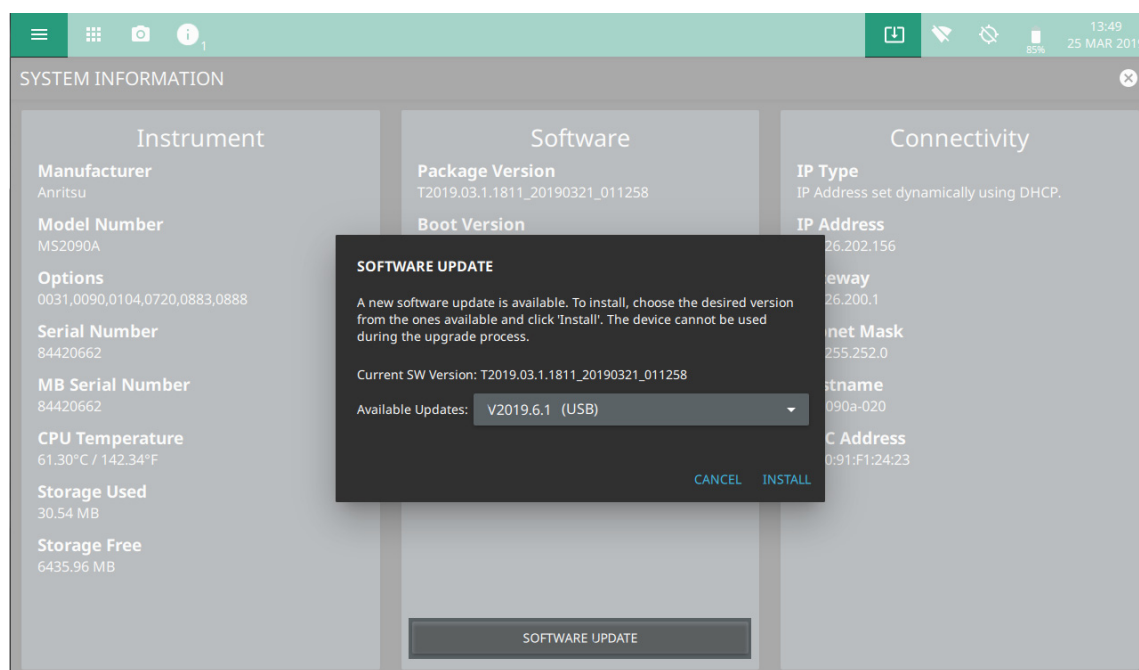 1
85%
13:49
25 MAR 201
SYSTEM INFORMATION
Instrument
Manufacturer
Anritsu
Model Number
MS2090A
Options
0031,0090,0104,0720,0883,0888
Serial Number
84420662
MB Serial Number
84420662
CPU Temperature
61.30°C / 142.34°F
Storage Used
30.54 MB
Storage Free
6435.96 MB
Software
Package Version
T2019.03.1.1811_20190321_011258
Boot Version
SOFTWARE UPDATE
A new software update is available. To install, choose the desired version
from the ones available and click 'Install'. The device cannot be used
during the upgrade process.
Current SW Version: T2019.03.1.1811_20190321_011258
Available Updates: V2019.6.1 (USB)
CANCEL INSTALL
SOFTWARE UPDATE
Connectivity
IP Type
IP Address set dynamically using DHCP.
IP Address
26.202.156
eway
26.200.1
net Mask
255.252.0
stname
090a-020
C Address
0:91:F1:24:23